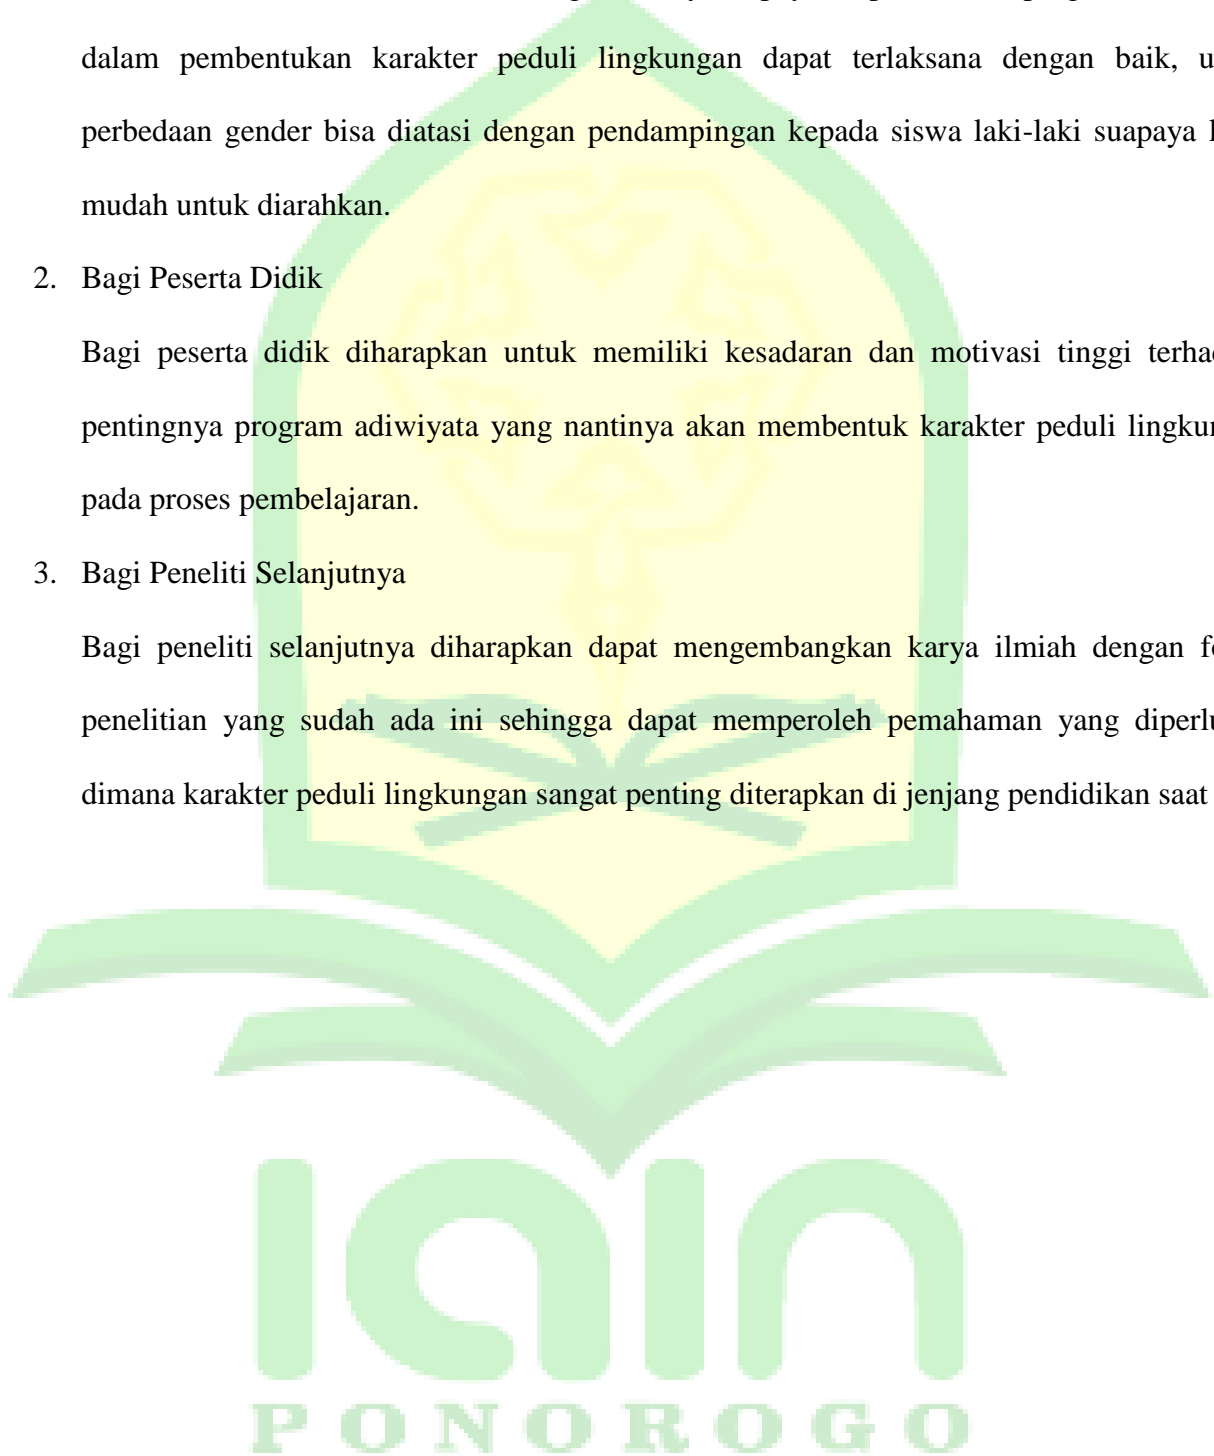 dalam pembentukan karakter peduli lingkungan dapat terlaksana dengan baik,
perbedaan gender bisa diatasi dengan pendampingan kepada siswa laki-laki suapaya
mudah untuk diarahkan.
2. Bagi Peserta Didik
Bagi peserta didik diharapkan untuk memiliki kesadaran dan motivasi tinggi
pentingnya program adiwiyata yang nantinya akan membentuk karakter peduli
pada proses pembelajaran.
3. Bagi Peneliti Selanjutnya
Bagi peneliti selanjutnya diharapkan dapat mengembangkan karya ilmiah dengan
penelitian yang sudah ada ini sehingga dapat memperoleh pemahaman yang
dimana karakter peduli lingkungan sangat penting diterapkan di jenjang pendidikan saat
iain
PONOROGO